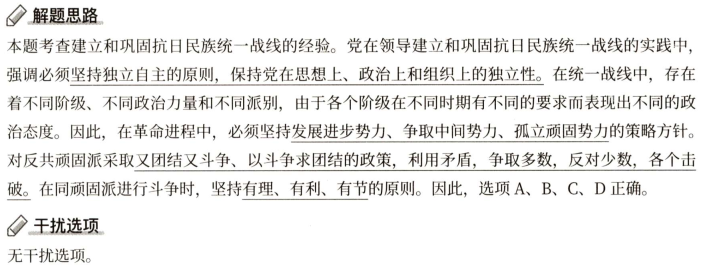 解题思路
本题考查建立和巩固抗日民族统一战线的经验。党在领导建立和巩固抗日民族统一战线的实践中，
强调必须坚持独立自主的原则，保持党在思想上、政治上和组织上的独立性。在统一战线中，存在
着不同阶级、不同政治力量和不同派别，由于各个阶级在不同时期有不同的要求而表现出不同的政
治态度。因此，在革命进程中，必须坚持发展进步势力、争取中间势力、孤立顽固势力的策略方针。
对反共顽固派采取又团结又斗争、以斗争求团结的政策，利用矛盾，争取多数，反对少数，各个击
破。在同顽固派进行斗争时，坚持有理、有利、有节的原则。因此，选项 A、B、C、D 正确。
干扰选项
无干扰选项。